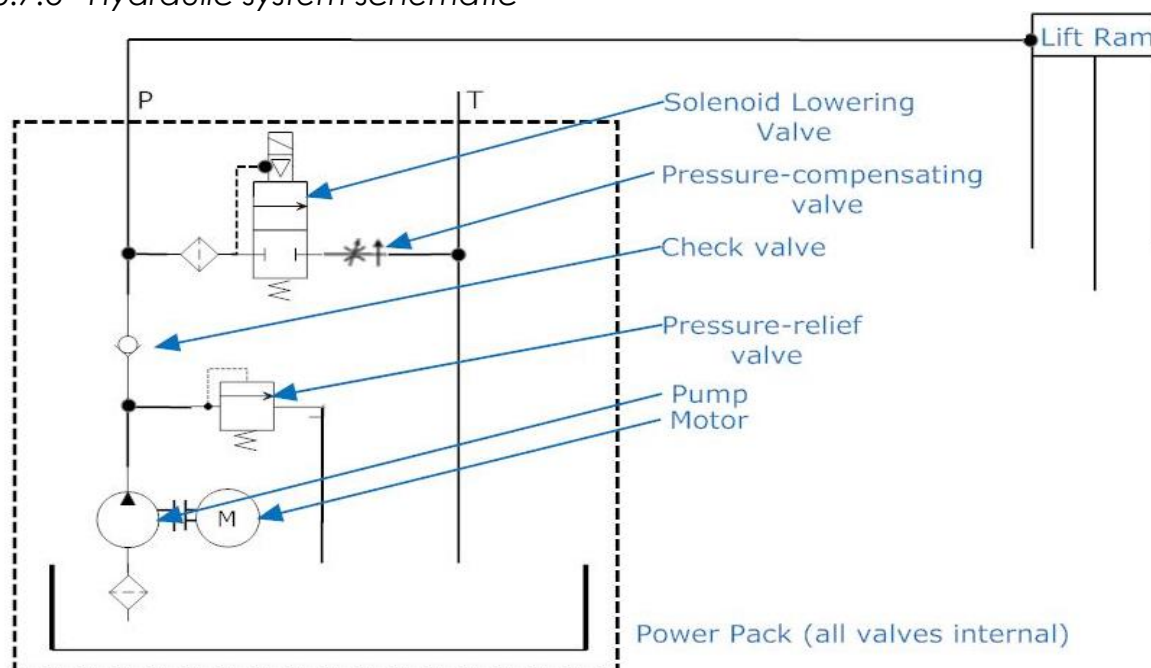 Hydraulic system schematic
Lift Ram
P
T
Solenoid Lowering
Valve
Pressure-compensating
valve
Check valve
Pressure-relief
valve
Pump
Motor
M
Power Pack (all valves internal)